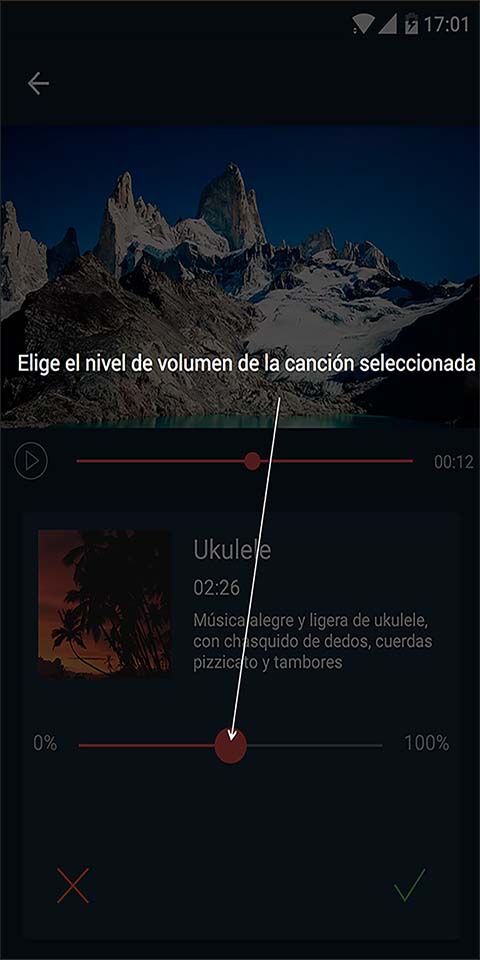 17:01
Elige el nivel de volumen de la canción seleccionada
00:12
Ukulele
02:26
Música alegre y ligera de ukulele,
con chasquido de dedos, cuerdas
pizzicato y tambores
0%
100%